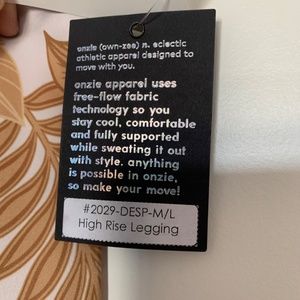 onzie (own-zee) n. eclectic
athletic apparel designed to
move with you.
onzie apparel uses
free-flow fabric
technology so you
stay cool, comfortable
and fully supported
while sweating it out
with style. anything
is possible in onzie,
so make your move!
#2029-DESP-M/L
High Rise Legging